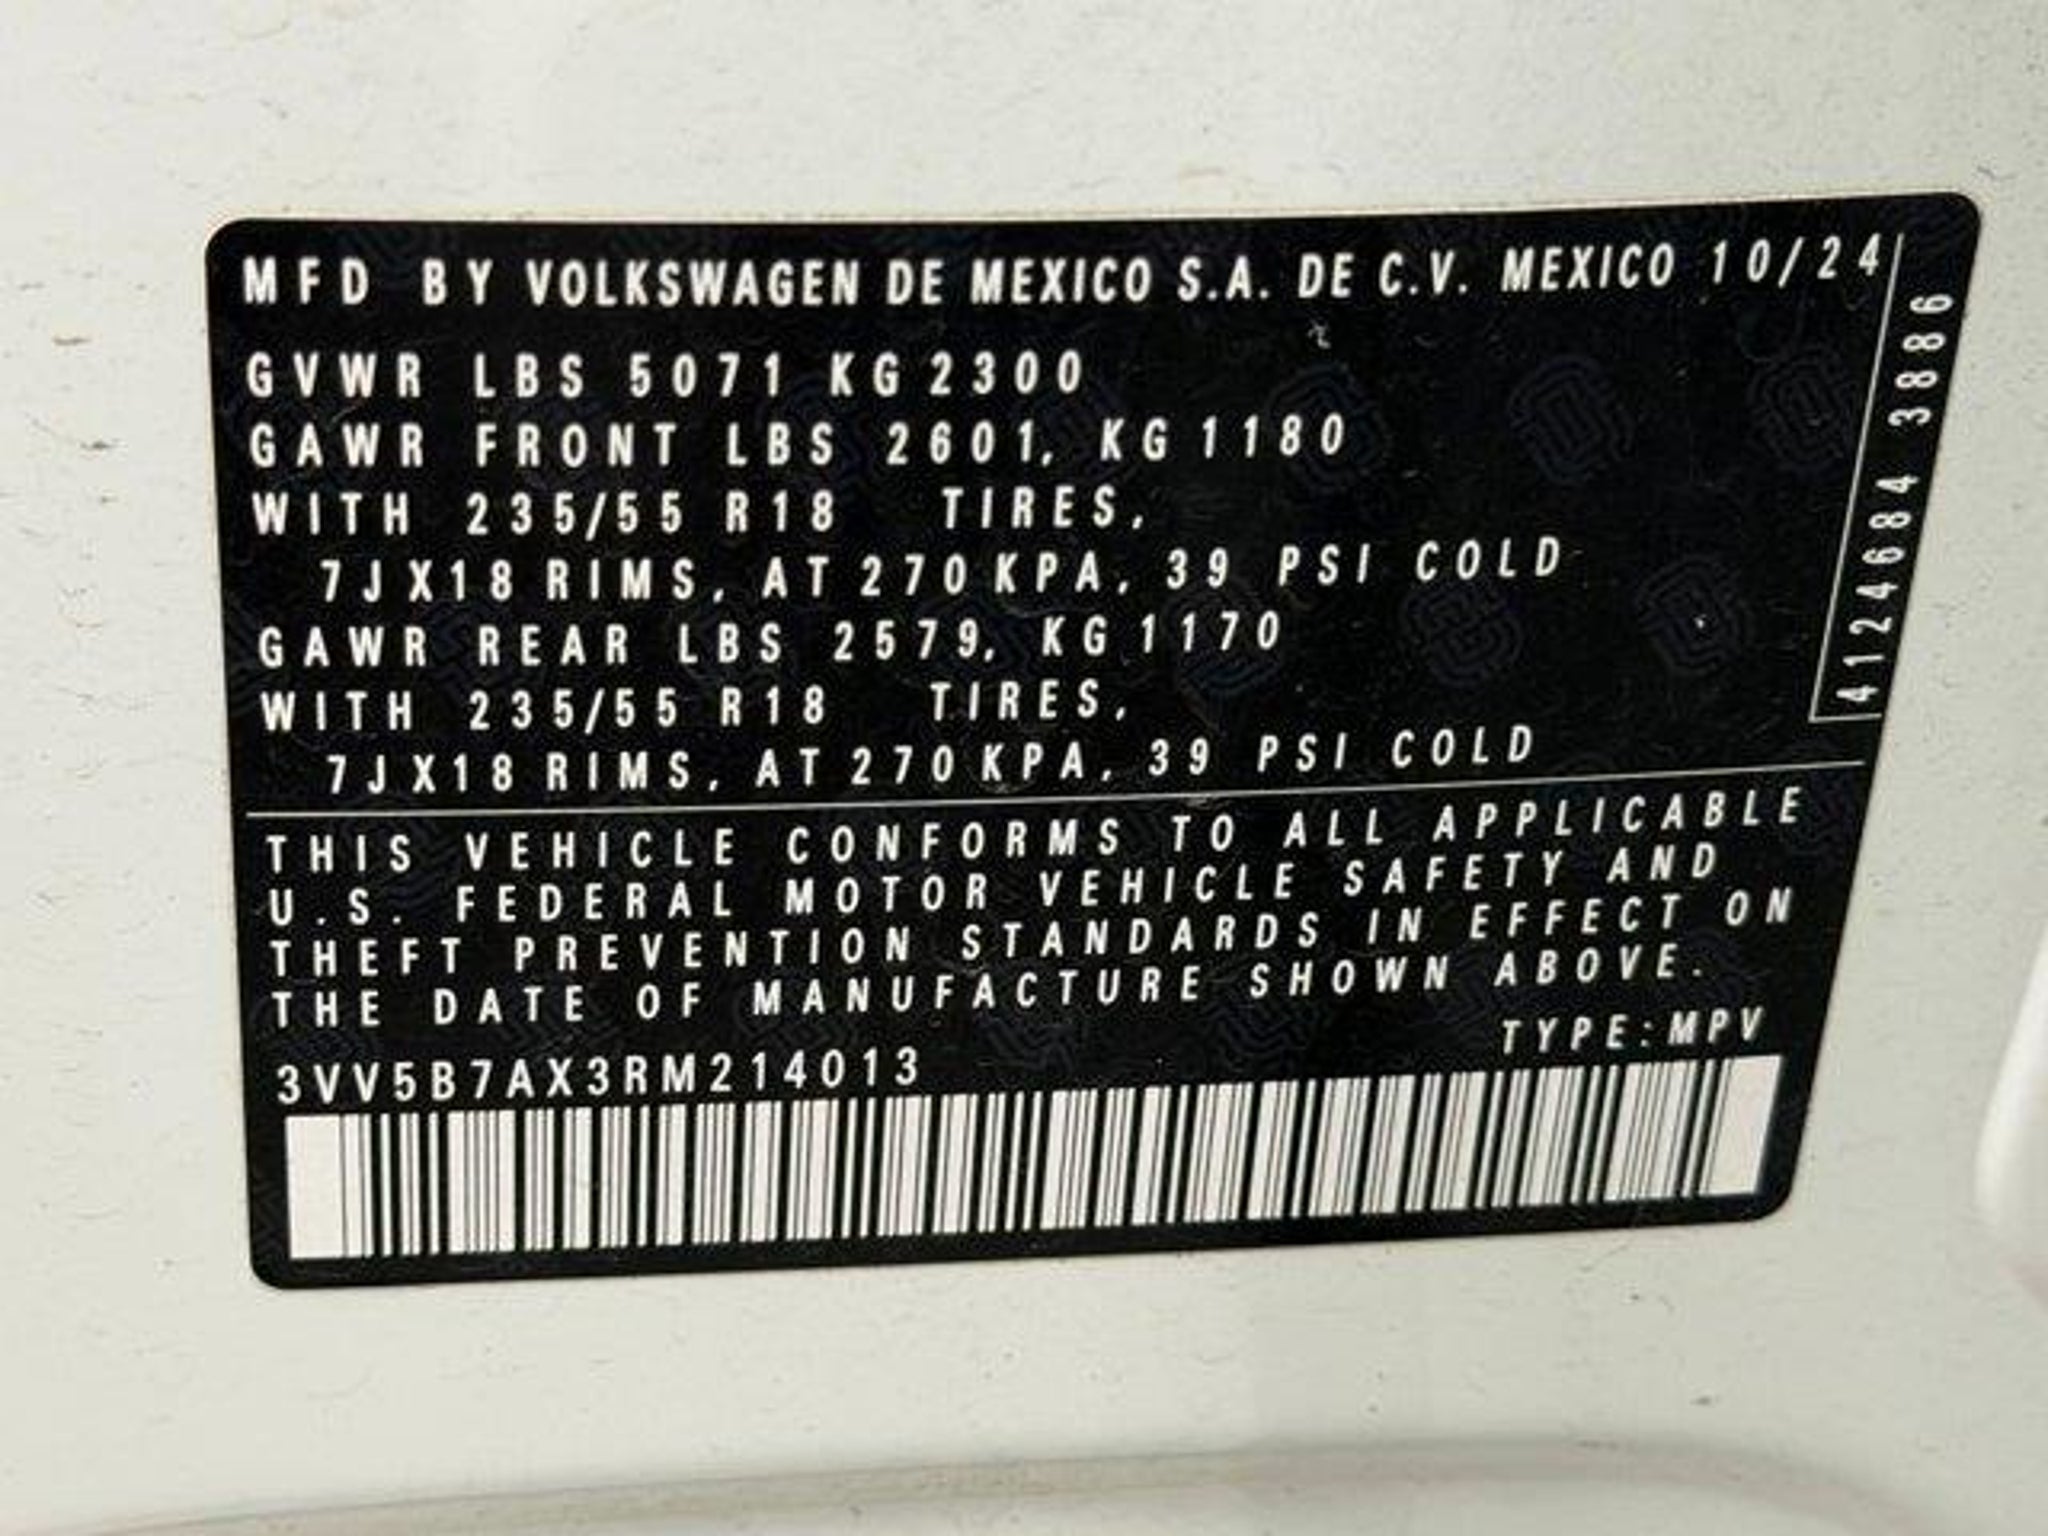 MFD BY VOLKSWAGEN DE MEXICO S.A. DE C.V. MEXICO 10/24
GVWR LBS 5071 KG 2300
GAWR FRONT LBS 2601, KG 1180
WITH 235/55 R18 TIRES,
7JX18 RIMS, AT 270 KPA, 39 PSI COLD
GAWR REAR LBS 2579, KG 1170
WITH 235/55 R18 TIRES,
7JX18 RIMS, AT 270 KPA, 39 PSI COLD
4124684 3886
THIS VEHICLE CONFORMS TO ALL APPLICABLE
U.S. FEDERAL MOTOR VEHICLE SAFETY AND
THEFT PREVENTION STANDARDS IN EFFECT ON
THE DATE OF MANUFACTURE SHOWN ABOVE.
TYPE:MPV
3VV5B7AX3RM214013